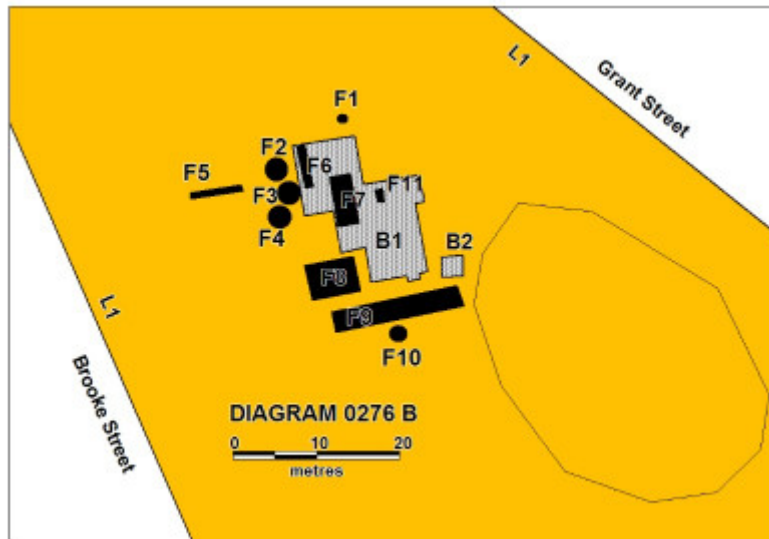 L1
Grant Street
F1
F2
F5
F6
F3
F11
F7
F4
B1
B2
F8
L1
F9
F10
Brooke Street
DIAGRAM 0276 B
0 10 20
metres